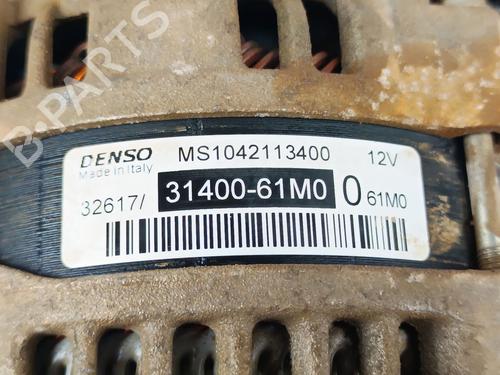 B-PARTS
DENSO MS1042113400 12V
Made in Italy
32617/ 31400-61M0 0 61M0